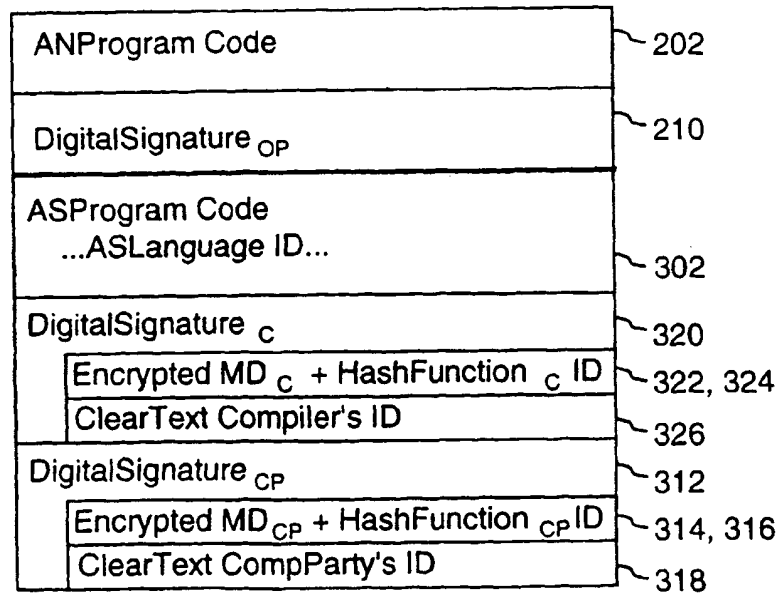 ANProgram Code 202
DigitalSignature OP 210
ASProgram Code
...ASLanguage ID... 302
DigitalSignature C 320
Encrypted MD C + HashFunction C ID 322, 324
ClearText Compiler's ID 326
DigitalSignature CP 312
Encrypted MD CP + HashFunction CP ID 314, 316
ClearText CompParty's ID 318